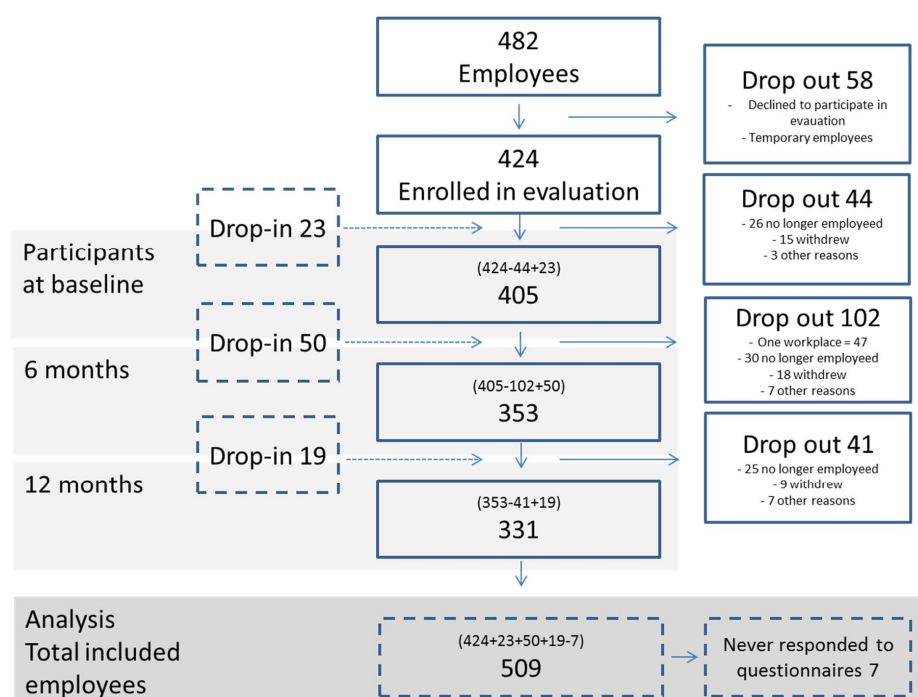 482
Employees
Drop out 58
- Declined to participate in
evauation
- Temporary employees
424
Enrolled in evaluation
Drop-in 23
Drop out 44
- 26 no longer employeed
- 15 withdrew
- 3 other reasons
Participants
at baseline
(424-44+23)
405
Drop-in 50
Drop out 102
- One workplace = 47
- 30 no longer employeed
- 18 withdrew
- 7 other reasons
6 months
(405-102+50)
353
Drop-in 19
Drop out 41
- 25 no longer employeed
- 9 withdrew
- 7 other reasons
12 months
(353-41+19)
331
Analysis
Total included
employees
(424+23+50+19-7)
509
Never responded to
questionnaires 7